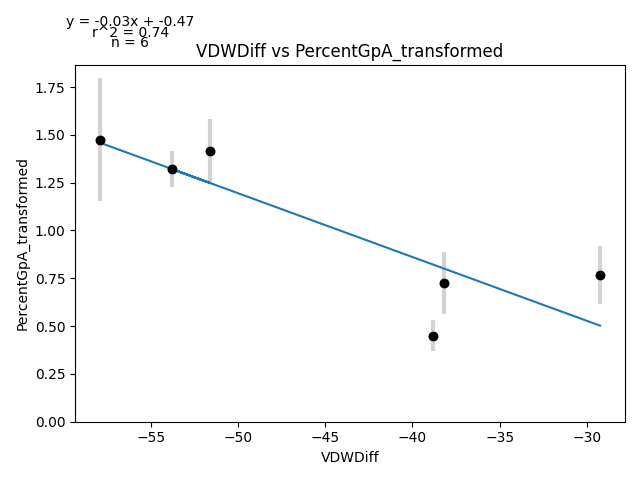 y = -0.03x + -0.47
r^2 = 0.74
n = 6
VDWDiff vs PercentGpA_transformed
PercentGpA_transformed
1.75
1.50
1.25
1.00
0.75
0.50
0.25
0.00
−55
−50
−45
−40
−35
−30
VDWDiff